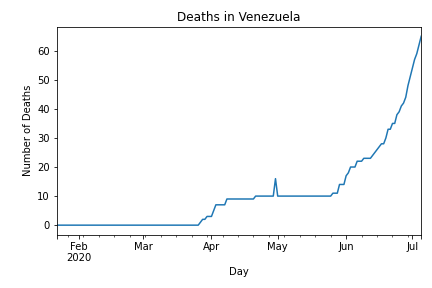 Deaths in Venezuela
Number of Deaths
60
50
40
30
20
10
0
Feb
2020
Mar
Apr
May
Jun
Jul
Day